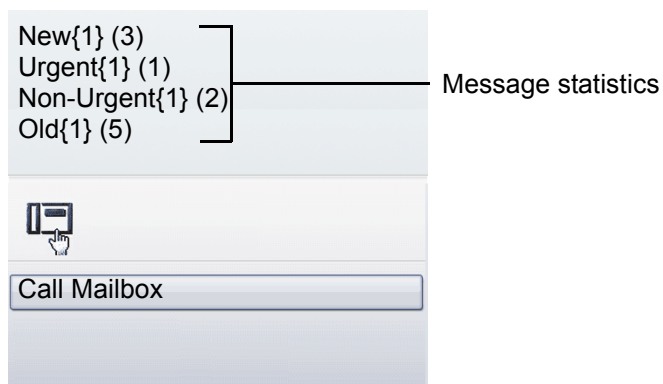 New{1} (3)
Urgent{1} (1)
Non-Urgent{1} (2)
Old{1} (5)
Message statistics
Call Mailbox